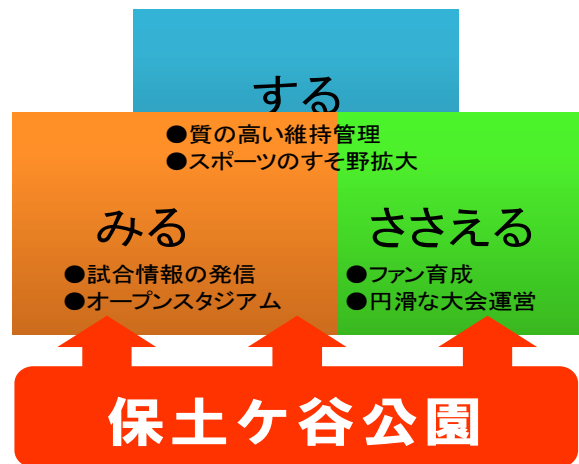 する
●質の高い維持管理
●スポーツのすそ野拡大
みる
●試合情報の発信
●オープンスタジアム
ささえる
●ファン育成
●円滑な大会運営
保土ケ谷公園